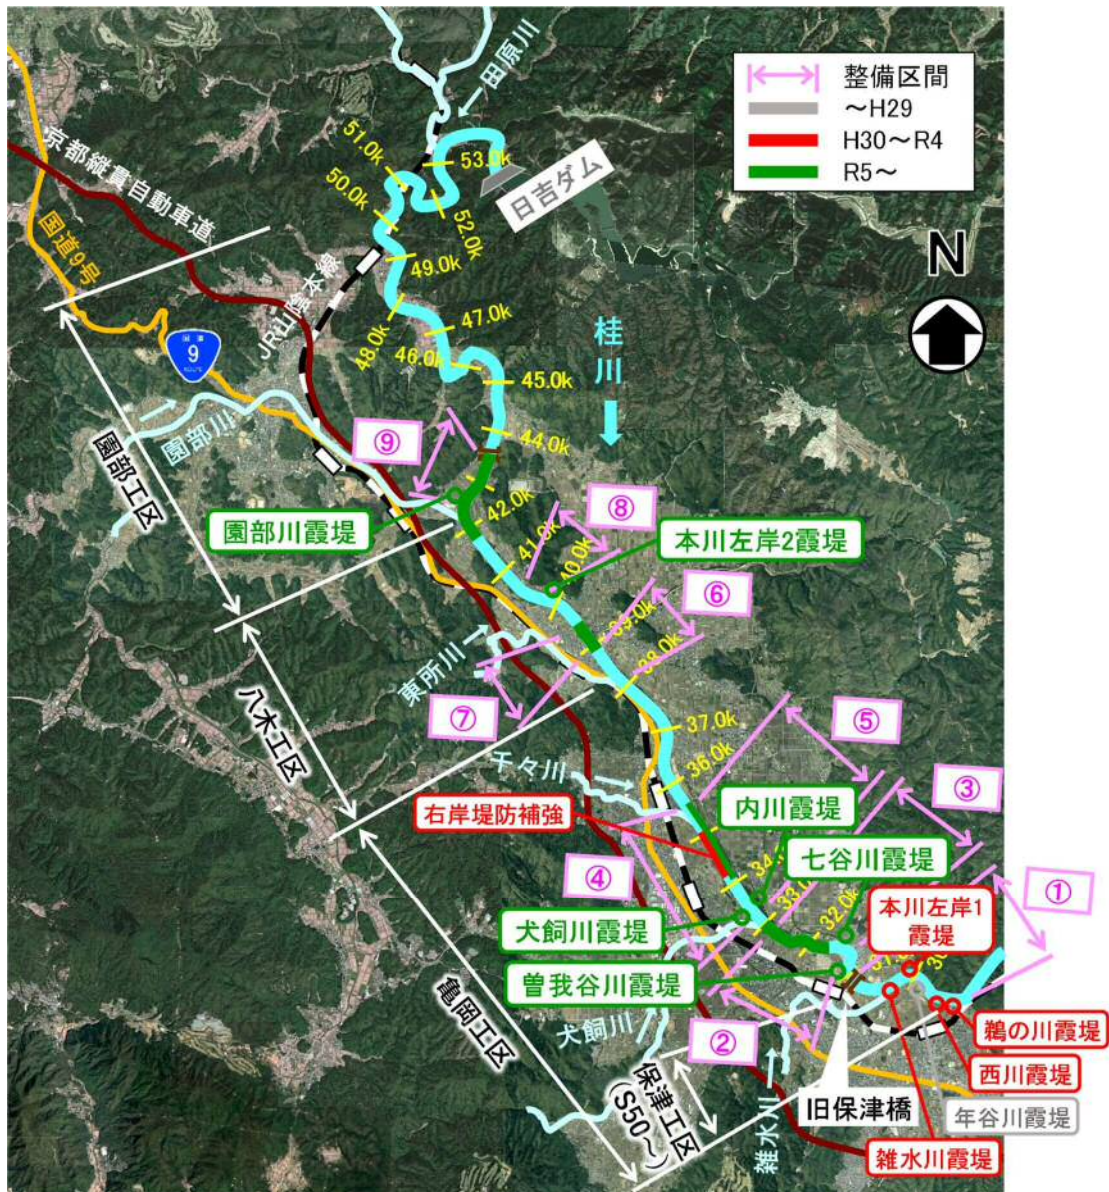 整備区間
～H29
H30～R4
R5～
田原川
51.0k
53.0k
50.0k
日吉ダム
52.0k
京都縦貫自動車道
国道9号
49.0k
N
JR山陰本線
47.0k
48.0k
46.0k
桂川
9
45.0k
44.0k
⑨
園部川
園部工区
42.0k
⑧
園部川霞堤
41.0k
40.0k
本川左岸2霞堤
⑥
39.0k
38.0k
東所川
⑦
八木工区
37.0k
⑤
36.0k
千々川
③
右岸堤防補強
内川霞堤
④
七谷川霞堤
33.0
32.0k
①
本川左岸1
霞堤
犬飼川霞堤
曽我谷川霞堤
亀岡工区
犬飼川
②
鵜の川霞堤
保津工区
(S50～)
雑水川
旧保津橋
西川霞堤
年谷川霞堤
雑水川霞堤